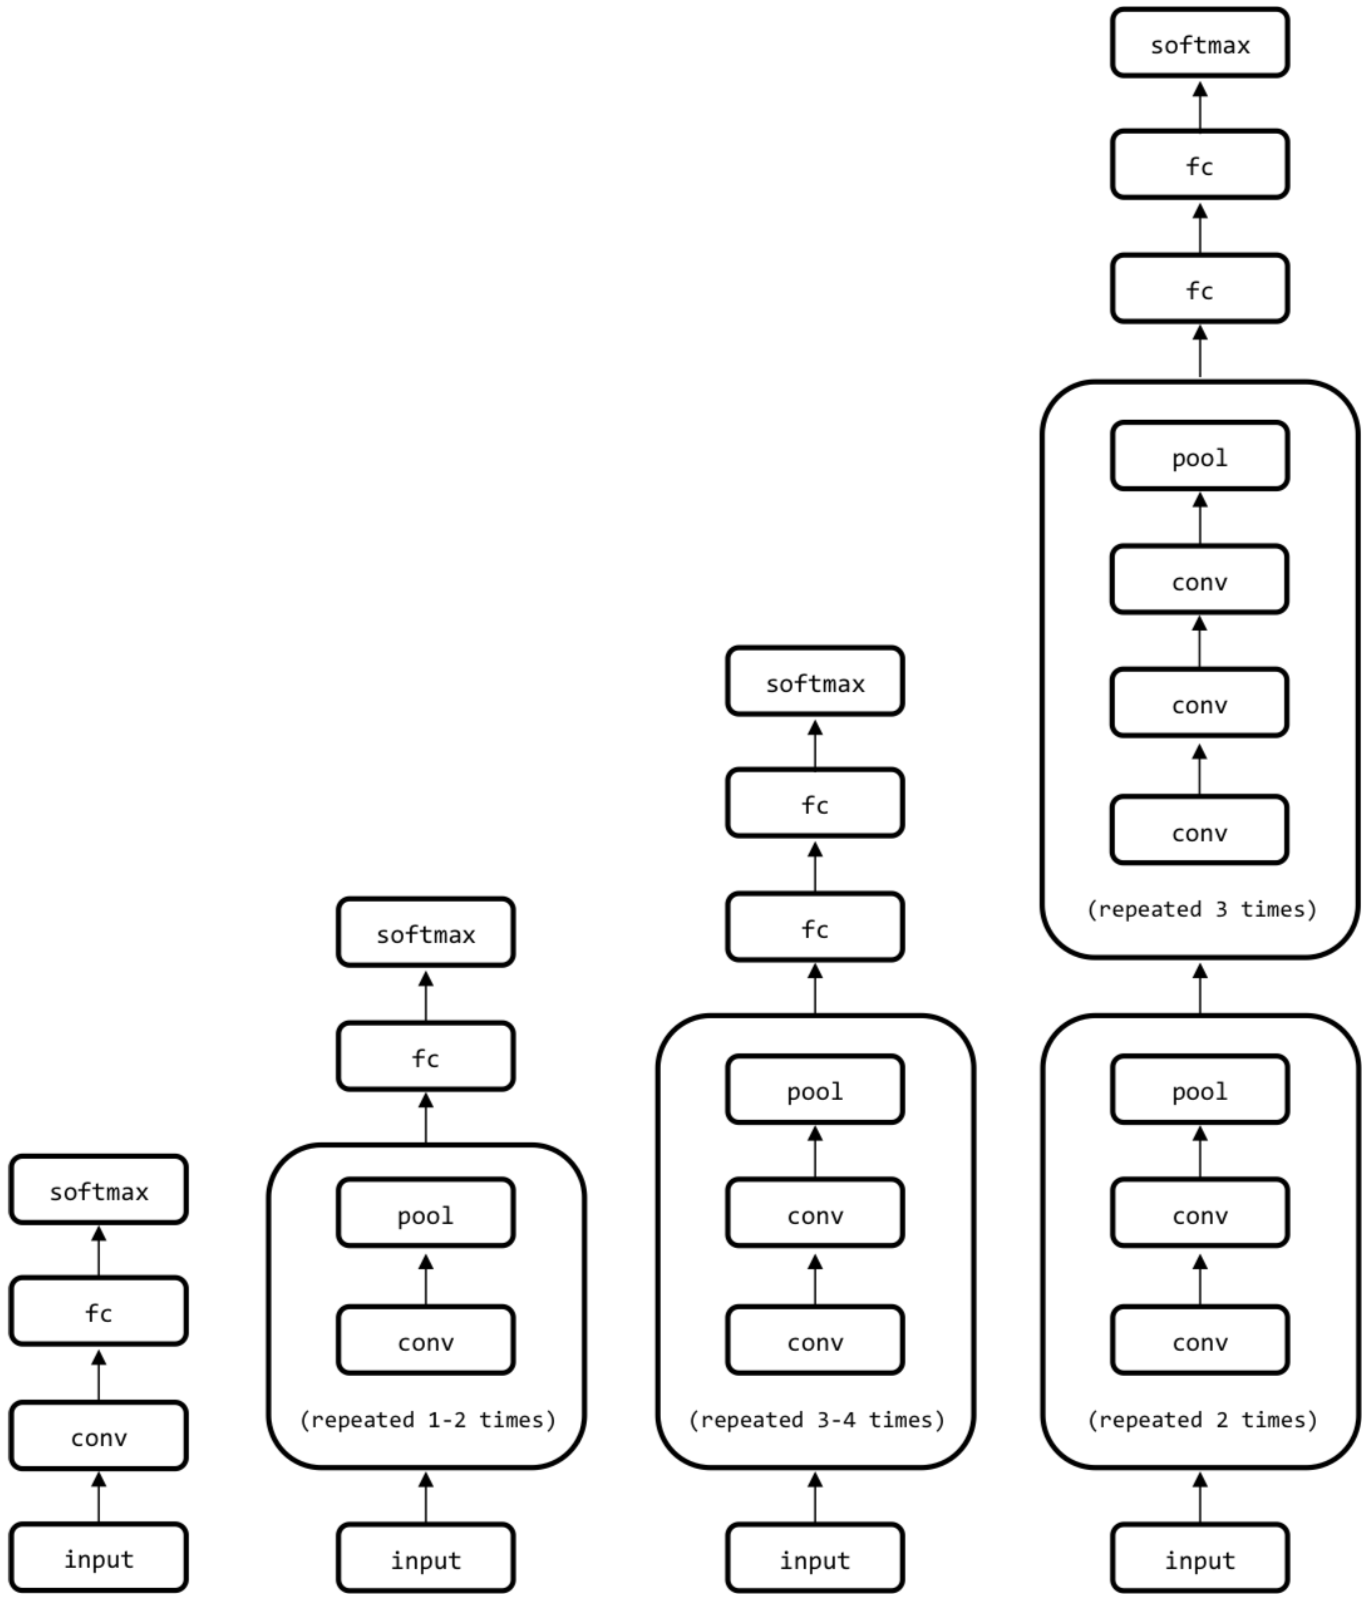 softmax
fc
conv
input
softmax
fc
pool
conv
(repeated 1-2 times)
input
softmax
fc
fc
pool
conv
conv
(repeated 3-4 times)
input
softmax
fc
fc
pool
conv
conv
conv
(repeated 3 times)
pool
conv
conv
(repeated 2 times)
input